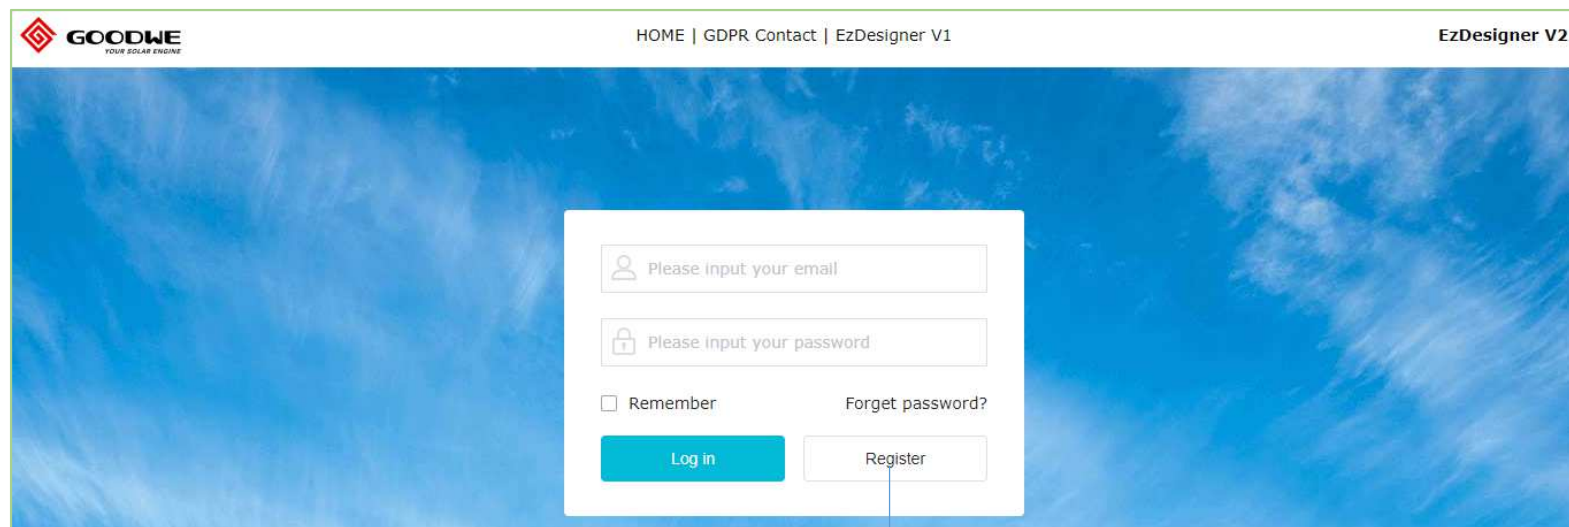 GOODWE
YOUR SOLAR ENGINE
HOME | GDPR Contact | EzDesigner V1
EzDesigner V2
Please input your email
Please input your password
Remember
Forget password?
Log in
Register